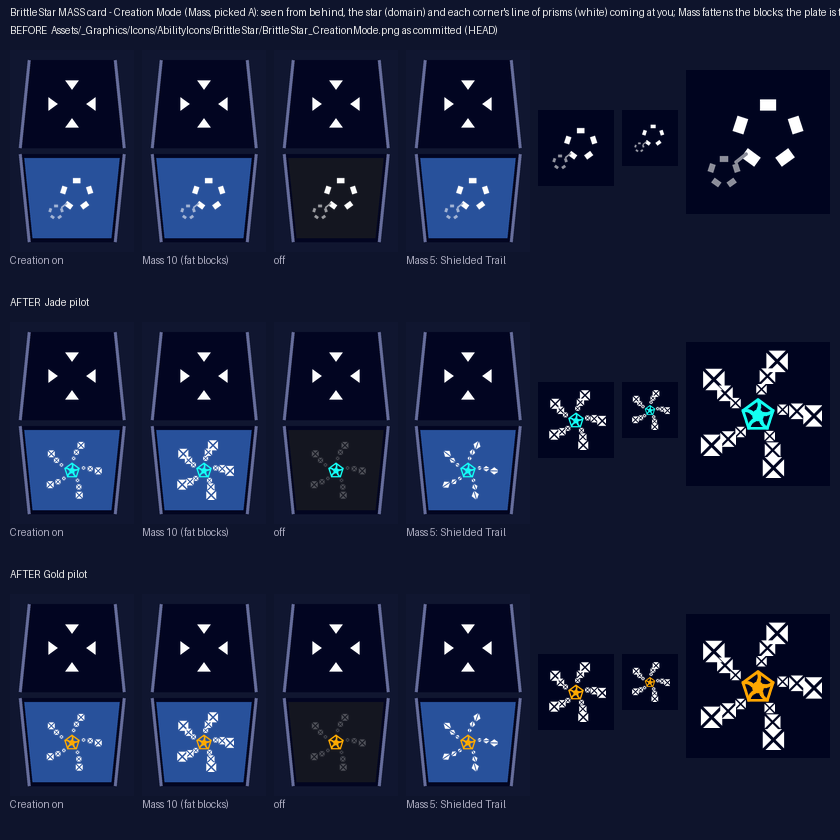 BrittleStar MASS card - Creation Mode (Mass, picked A): seen from behind, the star (domain) and each corner's line of prisms (white) coming at you; Mass fattens the blocks; the plate is
BEFORE Assets/_Graphics/Icons/AbilityIcons/BrittleStar/BrittleStar_CreationMode.png as committed (HEAD)
Creation on Mass 10 (fat blocks) off Mass 5: Shielded Trail
AFTER Jade pilot
Creation on Mass 10 (fat blocks) off Mass 5: Shielded Trail
AFTER Gold pilot
Creation on Mass 10 (fat blocks) off Mass 5: Shielded Trail